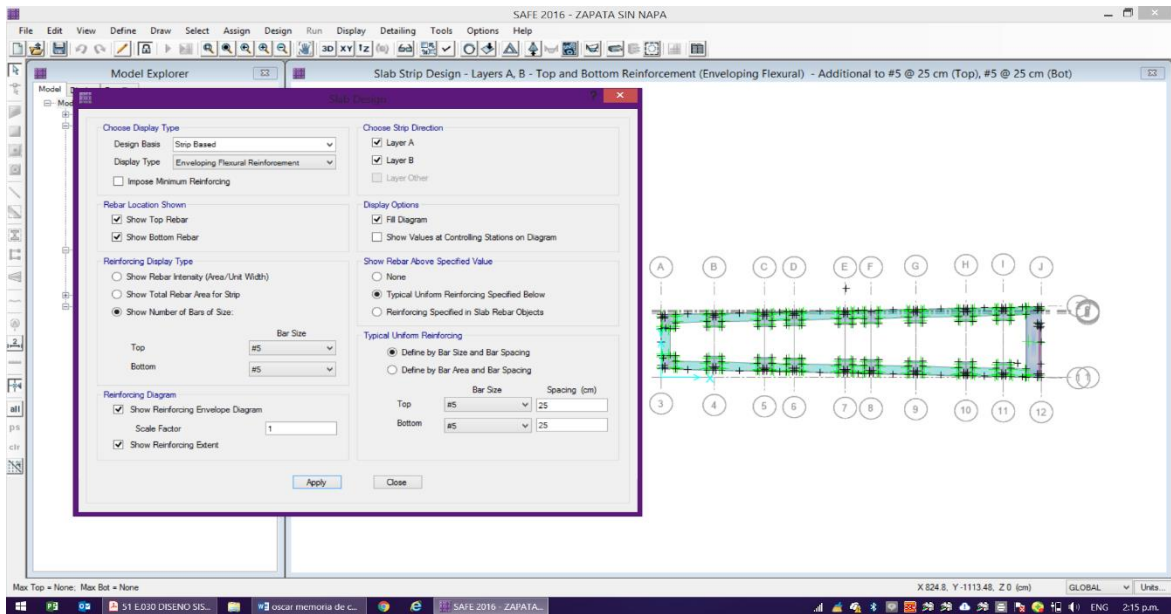 SAFE 2016 - ZAPATA SIN NAPA
File Edit View Define Draw Select Assign Design Run Display Detailing Tools Options Help
3D XY
Model Explorer
Slab Strip Design - Layers A, B - Top and Bottom Reinforcement (Enveloping Flexural) - Additional to #5 @ 25 cm (Top), #5 @ 25 cm (Bot)
Model
Slab Design
Choose Display Type
Design Basis Strip Based
Display Type Enveloping Flexural Reinforcement
Impose Minimum Reinforcing
Choose Strip Direction
Layer A
Layer B
Layer Other
Rebar Location Shown
Show Top Rebar
Show Bottom Rebar
Display Options
Fill Diagram
Show Values at Controlling Stations on Diagram
Reinforcing Display Type
Show Rebar Intensity (Area/Unit Width)
Show Total Rebar Area for Strip
Show Number of Bars of Size:
Bar Size
Top #5
Bottom #5
Show Rebar Above Specified Value
None
Typical Uniform Reinforcing Specified Below
Reinforcing Specified in Slab Rebar Objects
Typical Uniform Reinforcing
Define by Bar Size and Bar Spacing
Define by Bar Area and Bar Spacing
Bar Size Spacing (cm)
Top #5 25
Bottom #5 25
Reinforcing Diagram
Show Reinforcing Envelope Diagram
Scale Factor 1
Show Reinforcing Extent
Apply Close
A B C D E F G H I J
3 4 5 6 7 8 9 10 11 12
X
all
ps
clr
Max Top = None; Max Bot = None
X 824.8, Y -1113.48, Z 0 (cm) GLOBAL Units...
51 E.030 DISENO SIS... oscar memoria de c... SAFE 2016 - ZAPATA... ENG 2:15 p.m.